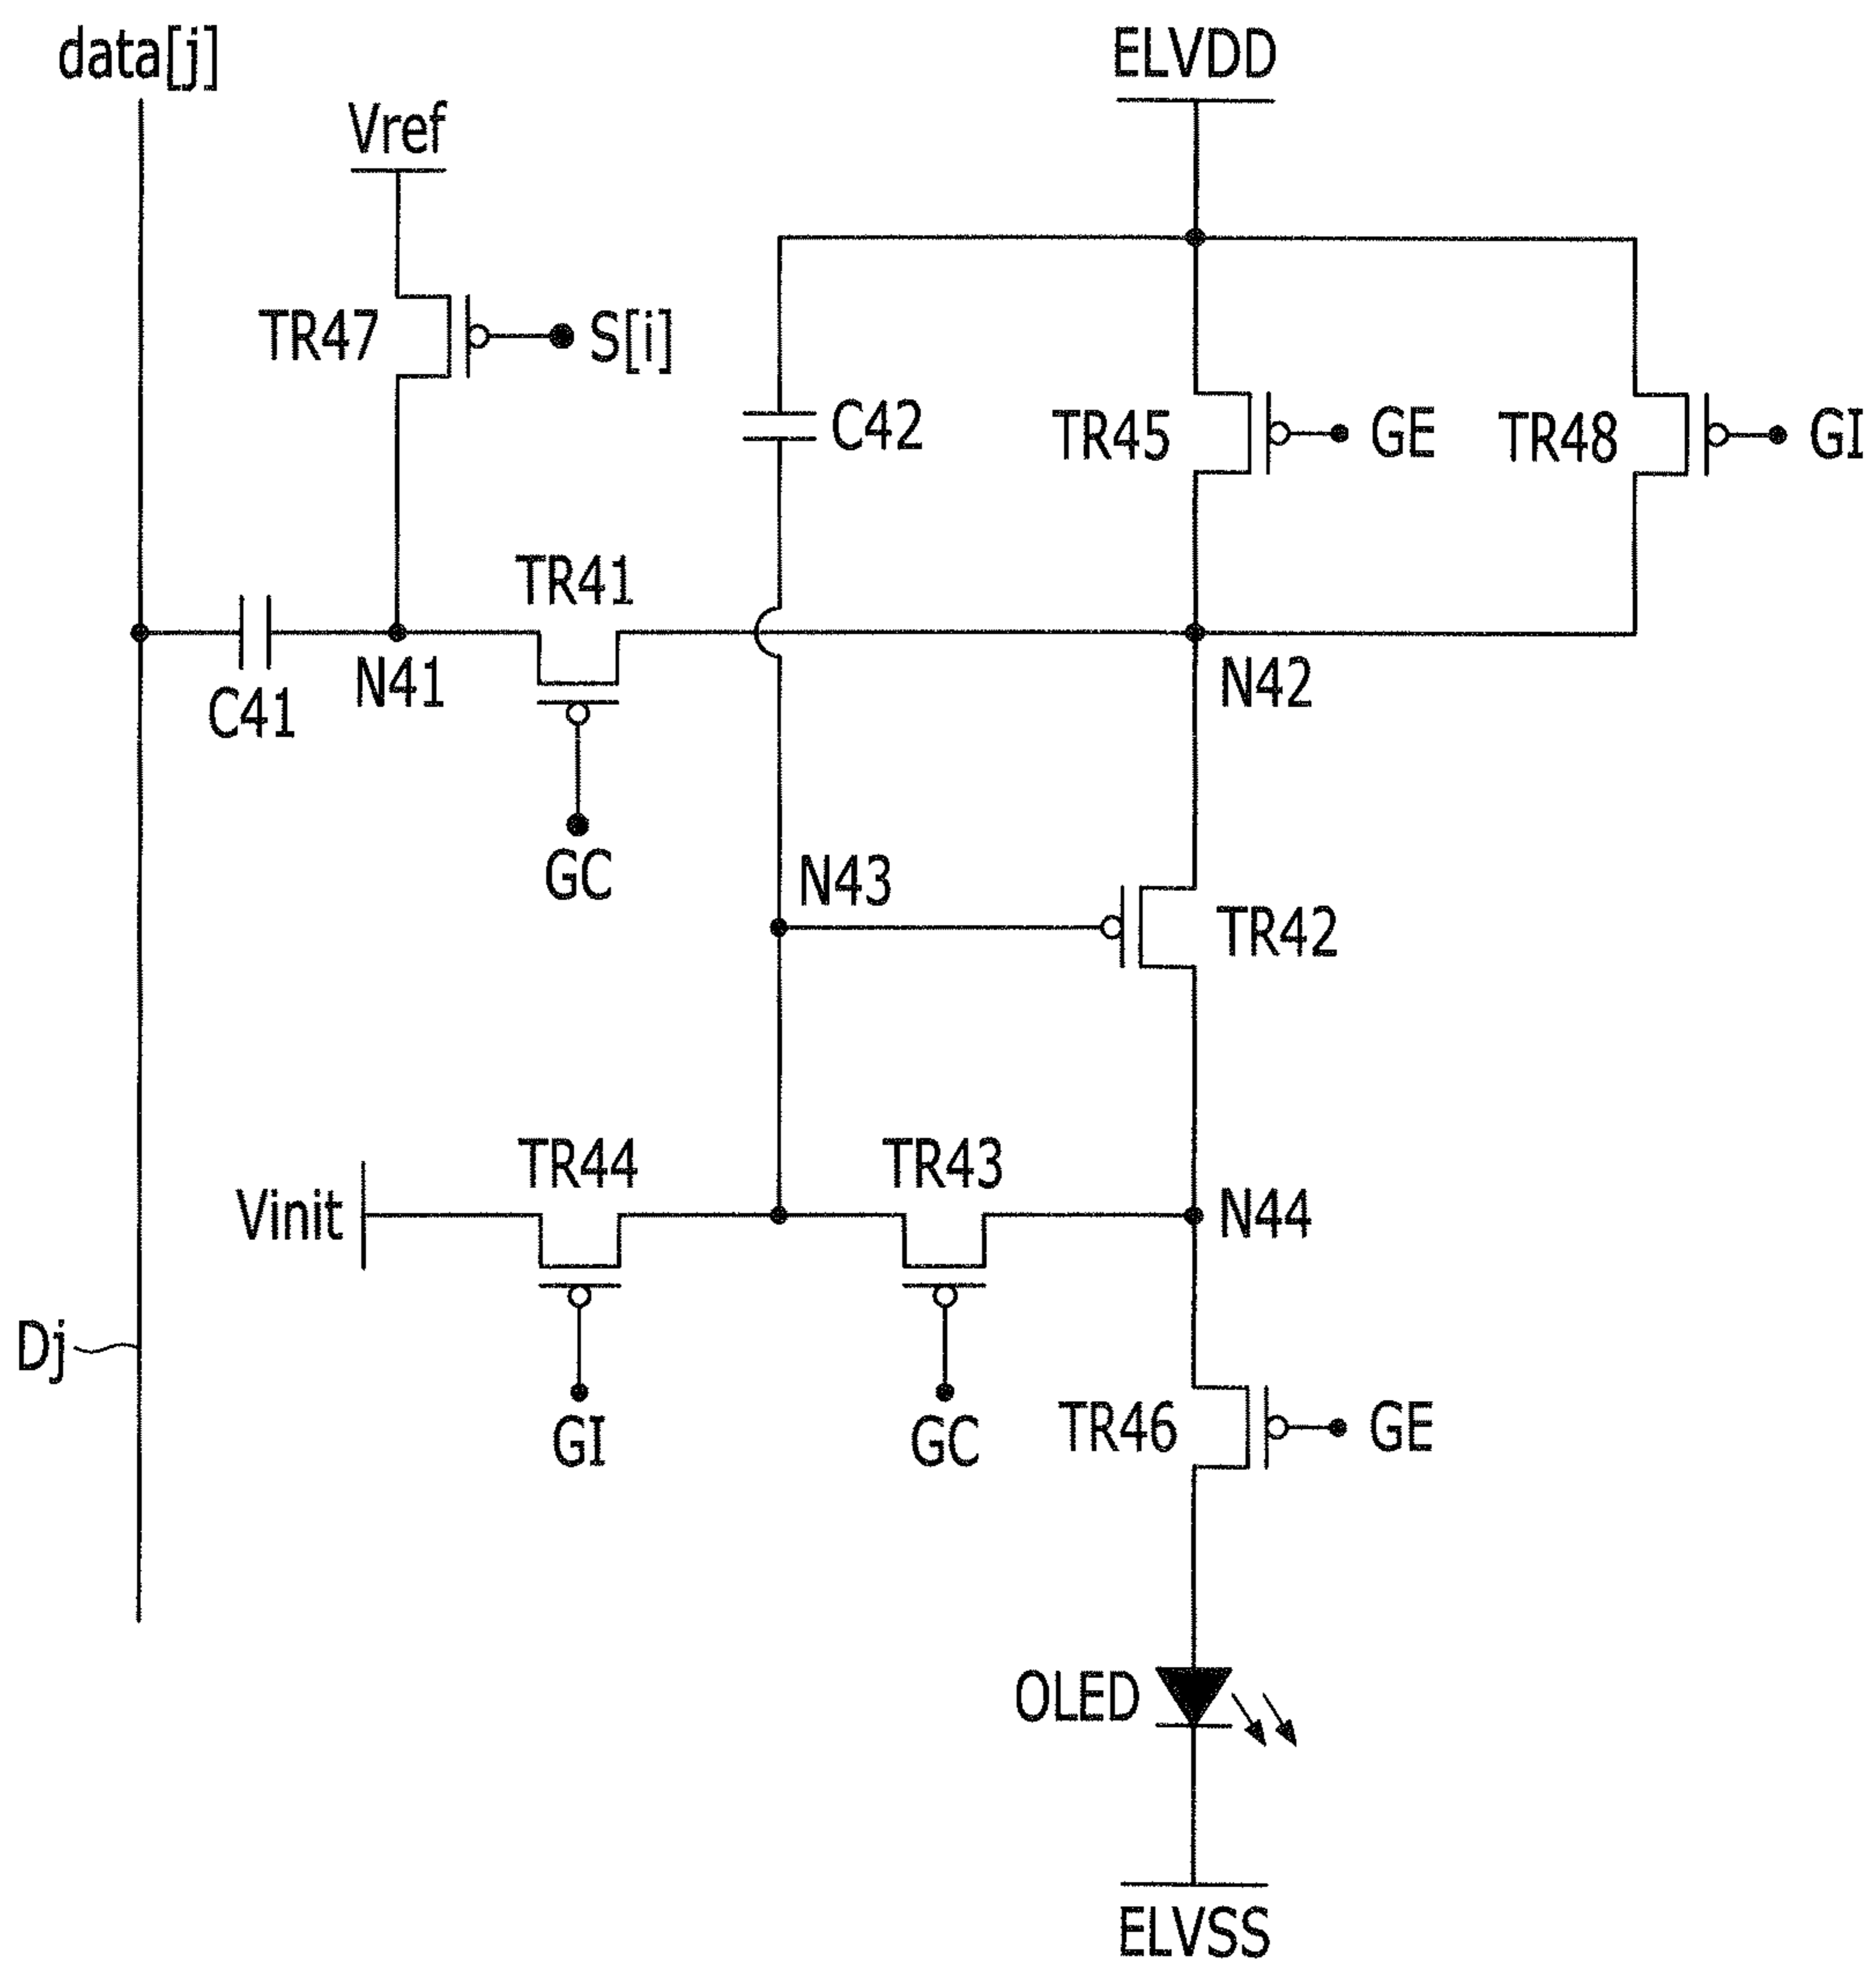 data[j]
ELVDD
Vref
TR47
S[i]
C42
TR45
GE
TR48
GI
TR41
C41
N41
N42
GC
N43
TR42
TR44
TR43
Vinit
N44
Dj
GI
GC
TR46
GE
OLED
ELVSS